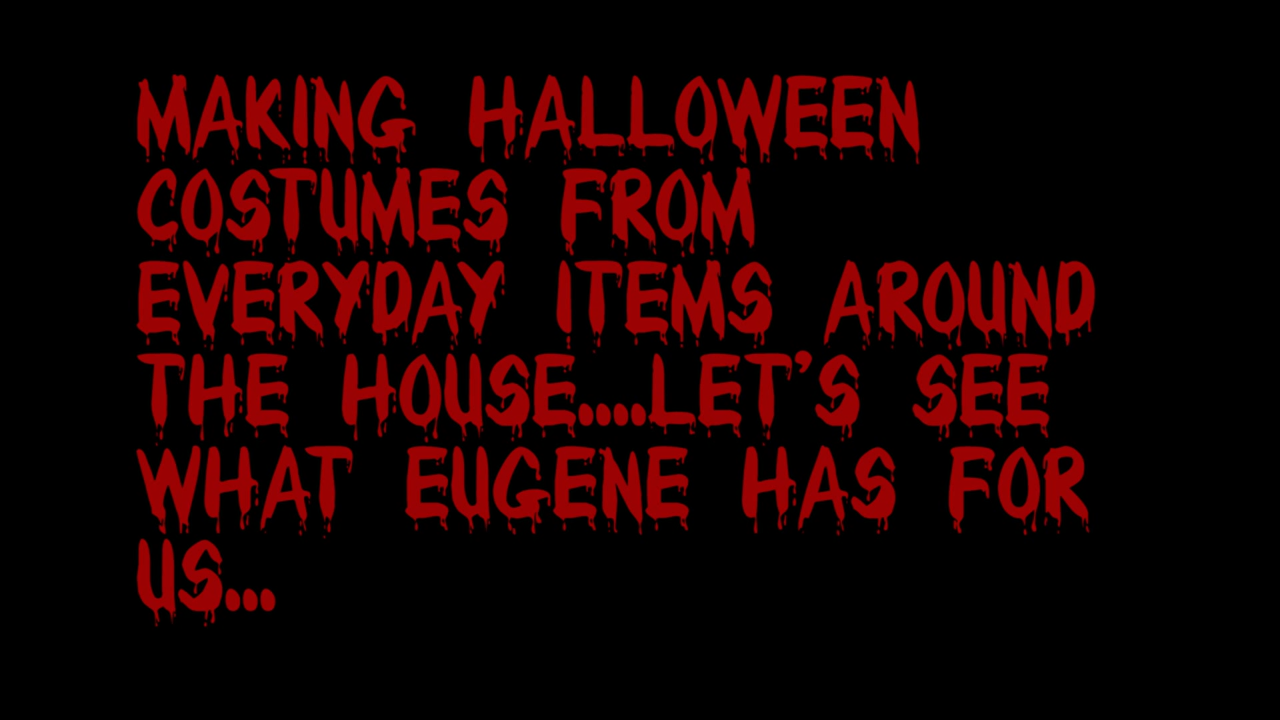 MAKING HALLOWEEN
COSTUMES FROM
EVERYDAY ITEMS AROUND
THE HOUSE....LET'S SEE
WHAT EUGENE HAS FOR
US...